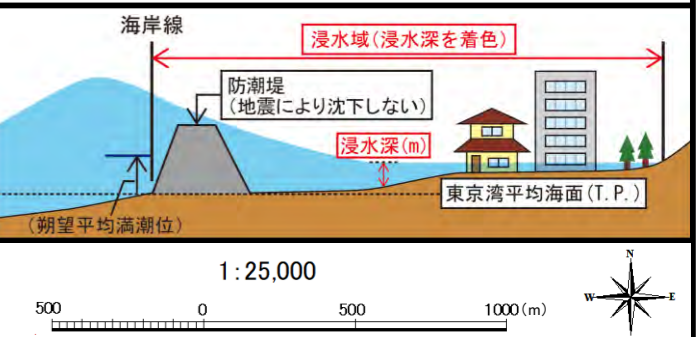 海岸線
浸水域(浸水深を着色)
防潮堤
(地震により沈下しない)
浸水深(m)
東京湾平均海面(T.P.)
(朔望平均満潮位)
1:25,000
500 0 500 1000(m)
N
W E
S